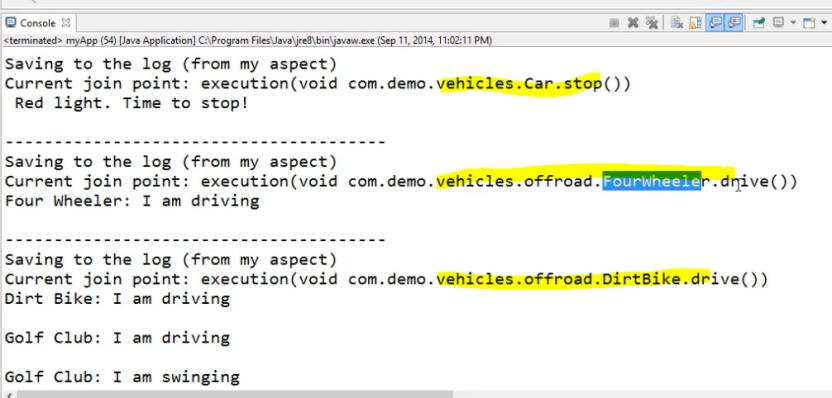 Console
<terminated> myApp (54) [Java Application] C:\Program Files\Java\jre8\bin\javaw.exe (Sep 11, 2014, 11:02:11 PM)
Saving to the log (from my aspect)
Current join point: execution(void com.demo.vehicles.Car.stop())
Red light. Time to stop!
---------------------------------------
Saving to the log (from my aspect)
Current join point: execution(void com.demo.vehicles.offroad.FourWheeler.drive())
Four Wheeler: I am driving
---------------------------------------
Saving to the log (from my aspect)
Current join point: execution(void com.demo.vehicles.offroad.DirtBike.drive())
Dirt Bike: I am driving
Golf Club: I am driving
Golf Club: I am swinging